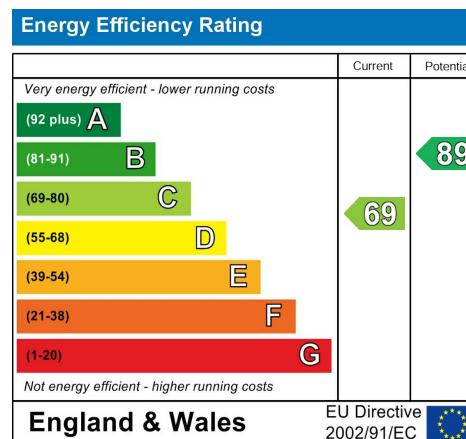 Energy Efficiency Rating
Current Potentia
Very energy efficient - lower running costs
(92 plus) A
(81-91) B
89
(69-80) C
69
(55-68) D
(39-54) E
(21-38) F
(1-20) G
Not energy efficient - higher running costs
England & Wales
EU Directive
2002/91/EC